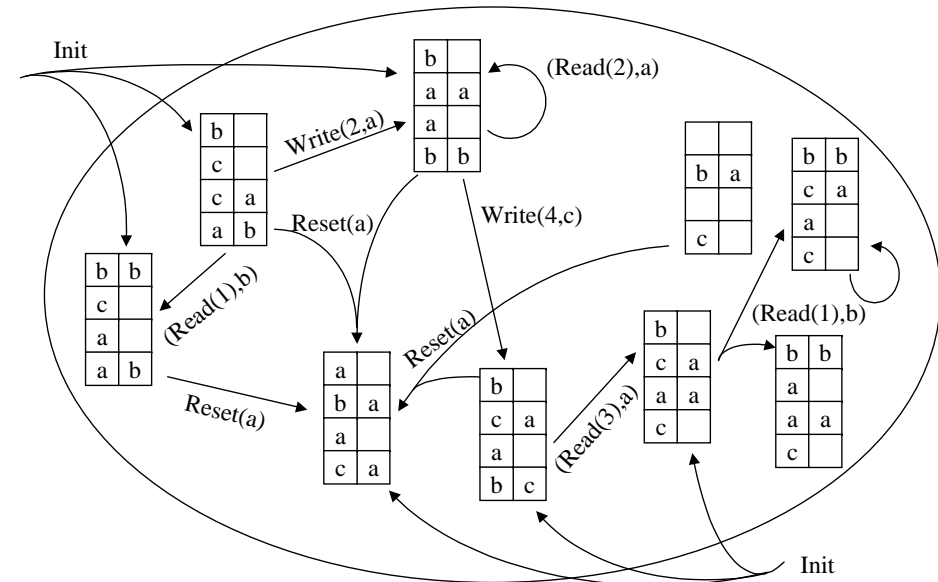 Init
b
a a
a
b b
(Read(2),a)
b
c
c a
a b
Write(2,a)
b a
c
b b
c a
a
c
Reset(a)
Write(4,c)
b b
c
a
a b
(Read(1),b)
Reset(a)
a
b a
a
c a
Reset(a)
b
c a
a
b c
(Read(3),a)
b
c a
a a
c
(Read(1),b)
b b
a
a a
c
Init